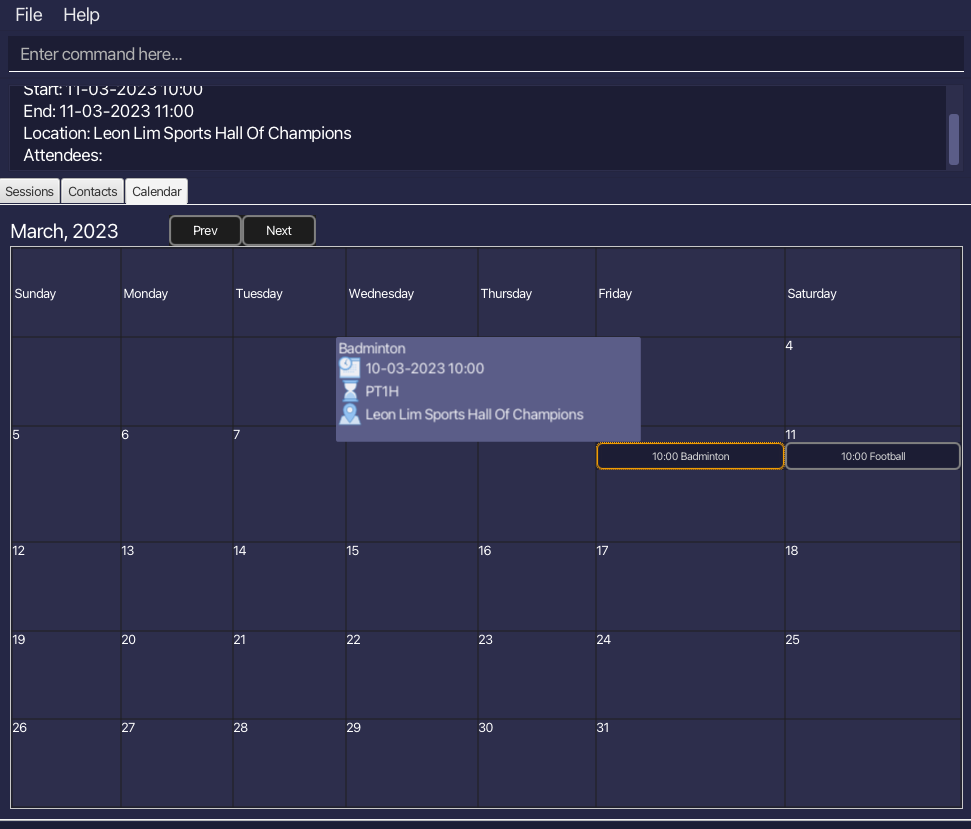 File Help
Enter command here...
Start: 11-03-2023 10:00
End: 11-03-2023 11:00
Location: Leon Lim Sports Hall Of Champions
Attendees:
Sessions Contacts Calendar
March, 2023 Prev Next
Sunday Monday Tuesday Wednesday Thursday Friday Saturday
4
Badminton
10-03-2023 10:00
PT1H
Leon Lim Sports Hall Of Champions
5 6 7 11
10:00 Badminton 10:00 Football
12 13 14 15 16 17 18
19 20 21 22 23 24 25
26 27 28 29 30 31